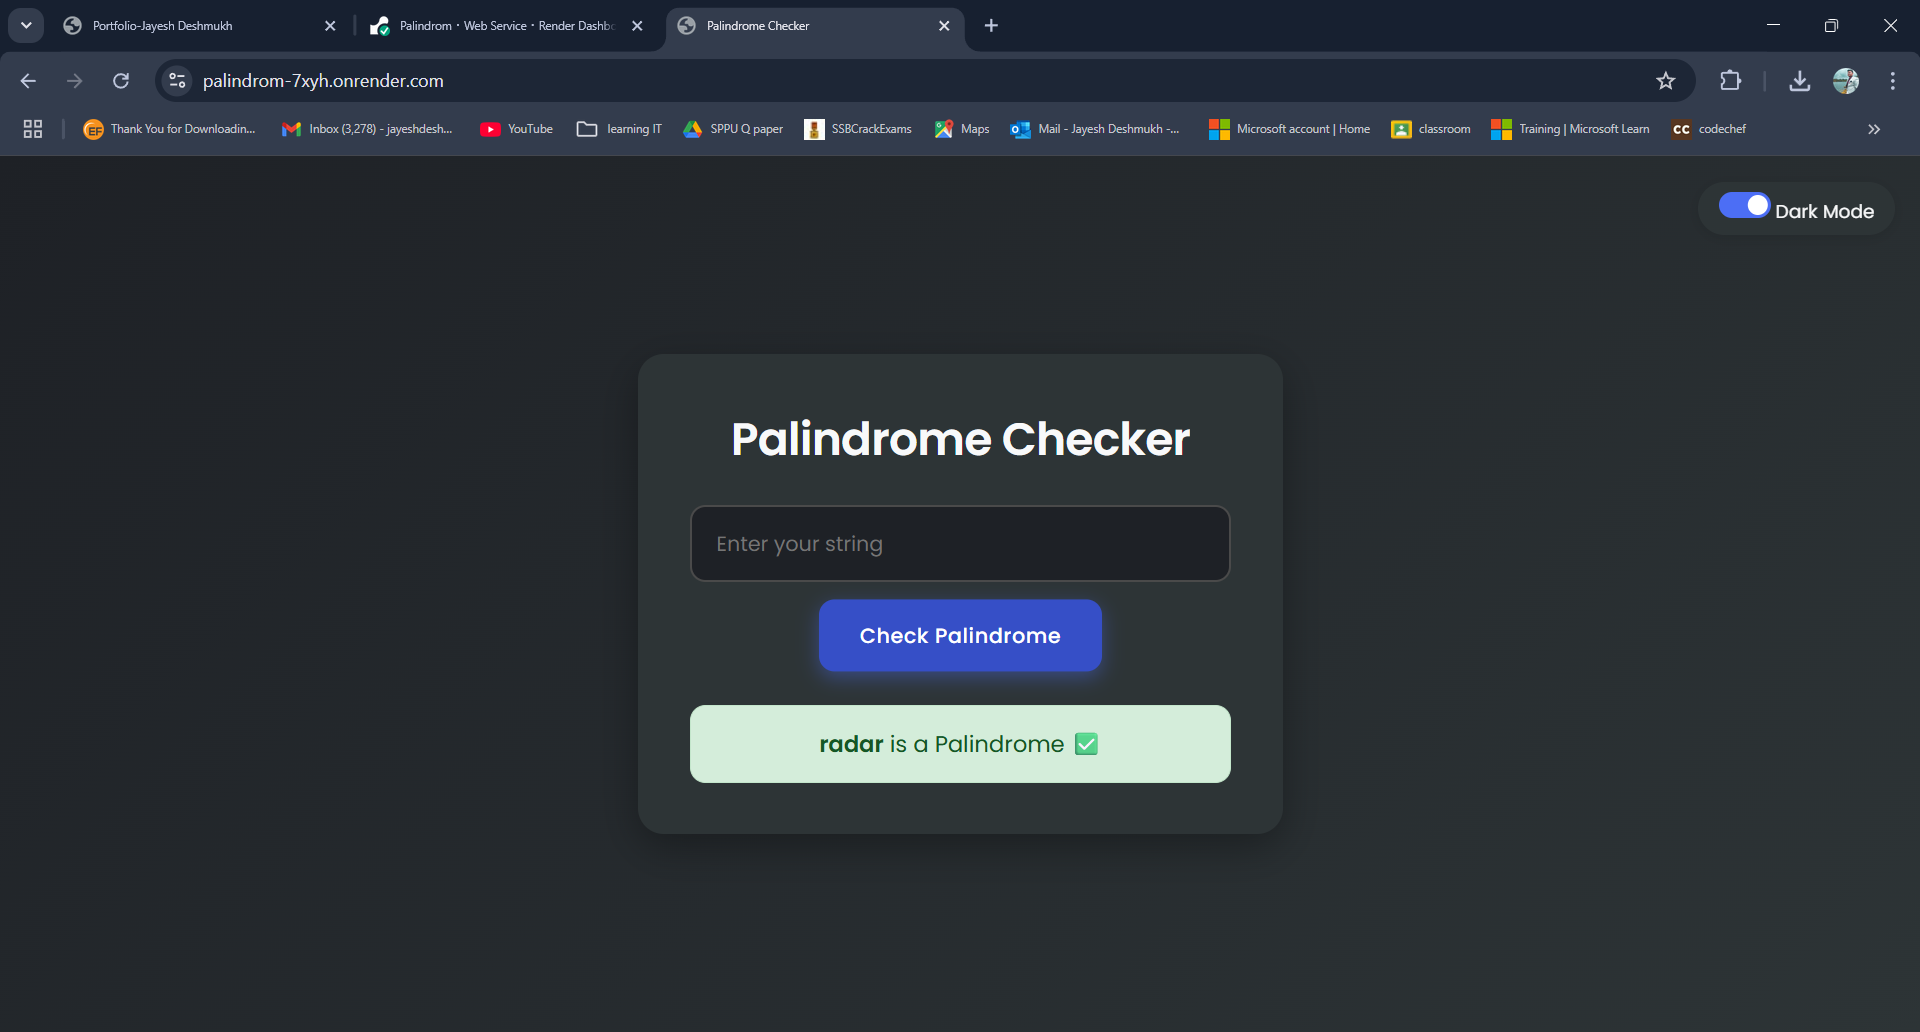 Portfolio-Jayesh Deshmukh
Palindrom · Web Service · Render Dashbo
Palindrome Checker
palindrom-7xyh.onrender.com
Thank You for Downloadin...
Inbox (3,278) - jayeshdesh...
YouTube
learning IT
SPPU Q paper
SSBCrackExams
Maps
Mail - Jayesh Deshmukh -...
Microsoft account | Home
classroom
Training | Microsoft Learn
CC codechef
Dark Mode
Palindrome Checker
Enter your string
Check Palindrome
radar is a Palindrome ✅